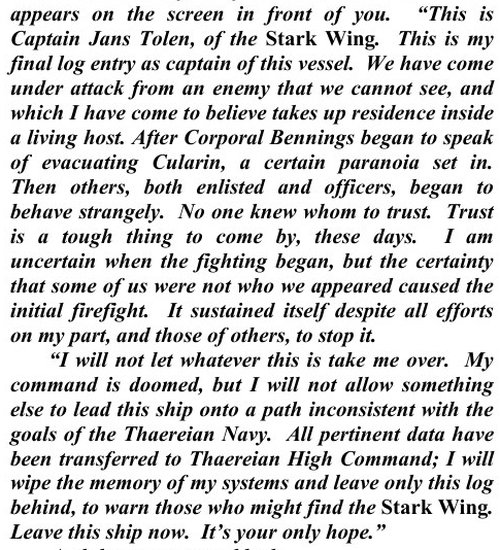 appears on the screen in front of you. “This is
Captain Jans Tolen, of the Stark Wing. This is my
final log entry as captain of this vessel. We have come
under attack from an enemy that we cannot see, and
which I have come to believe takes up residence inside
a living host. After Corporal Bennings began to speak
of evacuating Cularin, a certain paranoia set in.
Then others, both enlisted and officers, began to
behave strangely. No one knew whom to trust. Trust
is a tough thing to come by, these days. I am
uncertain when the fighting began, but the certainty
that some of us were not who we appeared caused the
initial firefight. It sustained itself despite all efforts
on my part, and those of others, to stop it.
“I will not let whatever this is take me over. My
command is doomed, but I will not allow something
else to lead this ship onto a path inconsistent with the
goals of the Thaereian Navy. All pertinent data have
been transferred to Thaereian High Command; I will
wipe the memory of my systems and leave only this log
behind, to warn those who might find the Stark Wing.
Leave this ship now. It’s your only hope.”